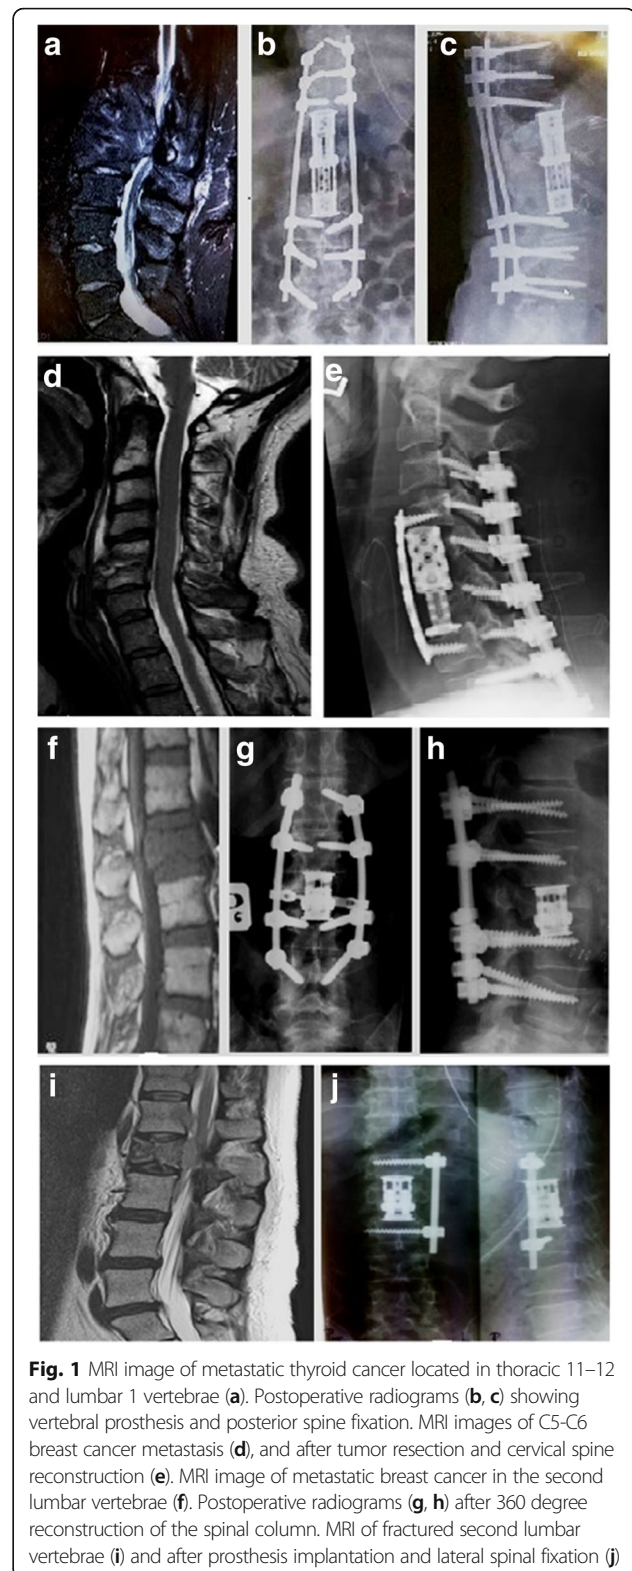 a
b
c
d
e
f
g
h
i
j
Fig. 1 MRI image of metastatic thyroid cancer located in thoracic 11–12
and lumbar 1 vertebrae (a). Postoperative radiograms (b, c) showing
vertebral prosthesis and posterior spine fixation. MRI images of C5-C6
breast cancer metastasis (d), and after tumor resection and cervical spine
reconstruction (e). MRI image of metastatic breast cancer in the second
lumbar vertebrae (f). Postoperative radiograms (g, h) after 360 degree
reconstruction of the spinal column. MRI of fractured second lumbar
vertebrae (i) and after prosthesis implantation and lateral spinal fixation (j)